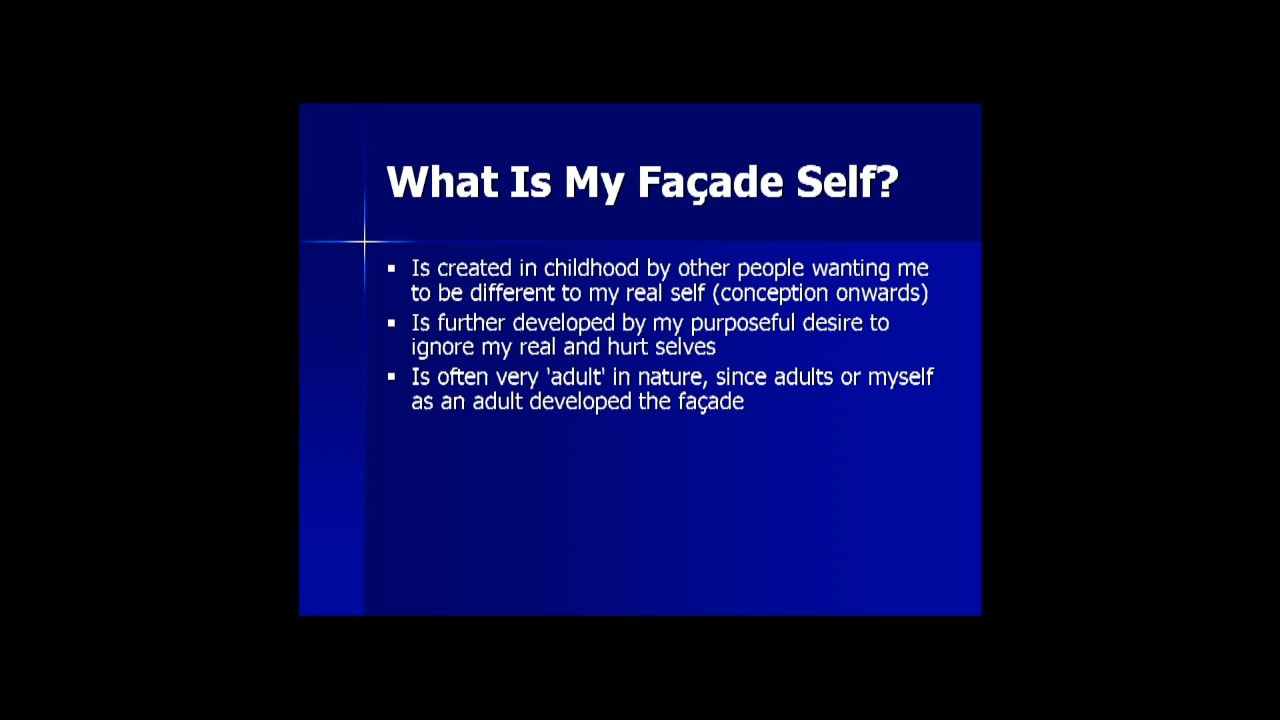 What Is My Façade Self?
▪ Is created in childhood by other people wanting me
to be different to my real self (conception onwards)
▪ Is further developed by my purposeful desire to
ignore my real and hurt selves
▪ Is often very 'adult' in nature, since adults or myself
as an adult developed the façade